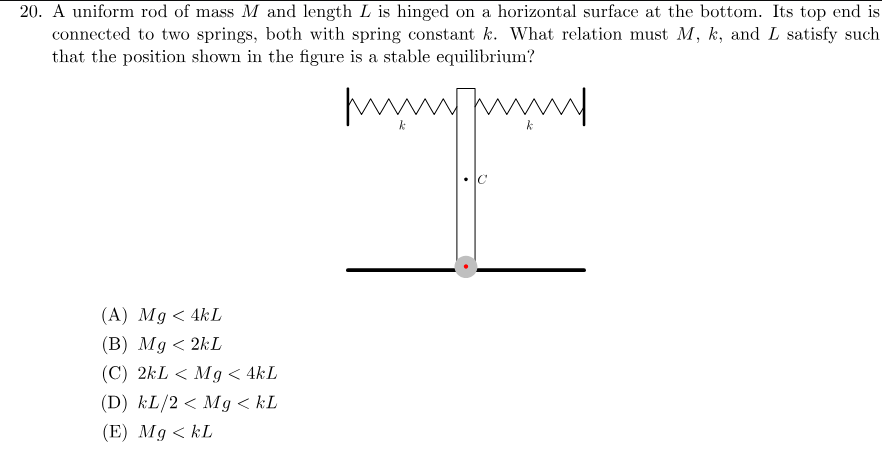 20. A uniform rod of mass M and length L is hinged on a horizontal surface at the bottom. Its top end is
connected to two springs, both with spring constant k. What relation must M, k, and L satisfy such
that the position shown in the figure is a stable equilibrium?
k
k
C
(A) Mg < 4kL
(B) Mg < 2kL
(C) 2kL < Mg < 4kL
(D) kL/2 < Mg < kL
(E) Mg < kL